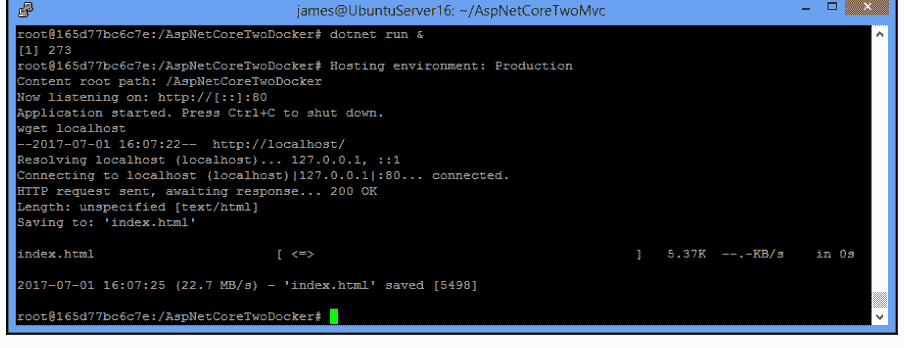 james@UbuntuServer16: ~/AspNetCoreTwoMvc
root@165d77bc6c7e:/AspNetCoreTwoDocker# dotnet run &
[1] 273
root@165d77bc6c7e:/AspNetCoreTwoDocker# Hosting environment: Production
Content root path: /AspNetCoreTwoDocker
Now listening on: http://[::]:80
Application started. Press Ctrl+C to shut down.
wget localhost
--2017-07-01 16:07:22--  http://localhost/
Resolving localhost (localhost)... 127.0.0.1, ::1
Connecting to localhost (localhost)|127.0.0.1|:80... connected.
HTTP request sent, awaiting response... 200 OK
Length: unspecified [text/html]
Saving to: 'index.html'
index.html                  [ <=>                                        ]   5.37K  --.-KB/s    in 0s
2017-07-01 16:07:25 (22.7 MB/s) - 'index.html' saved [5498]
root@165d77bc6c7e:/AspNetCoreTwoDocker#